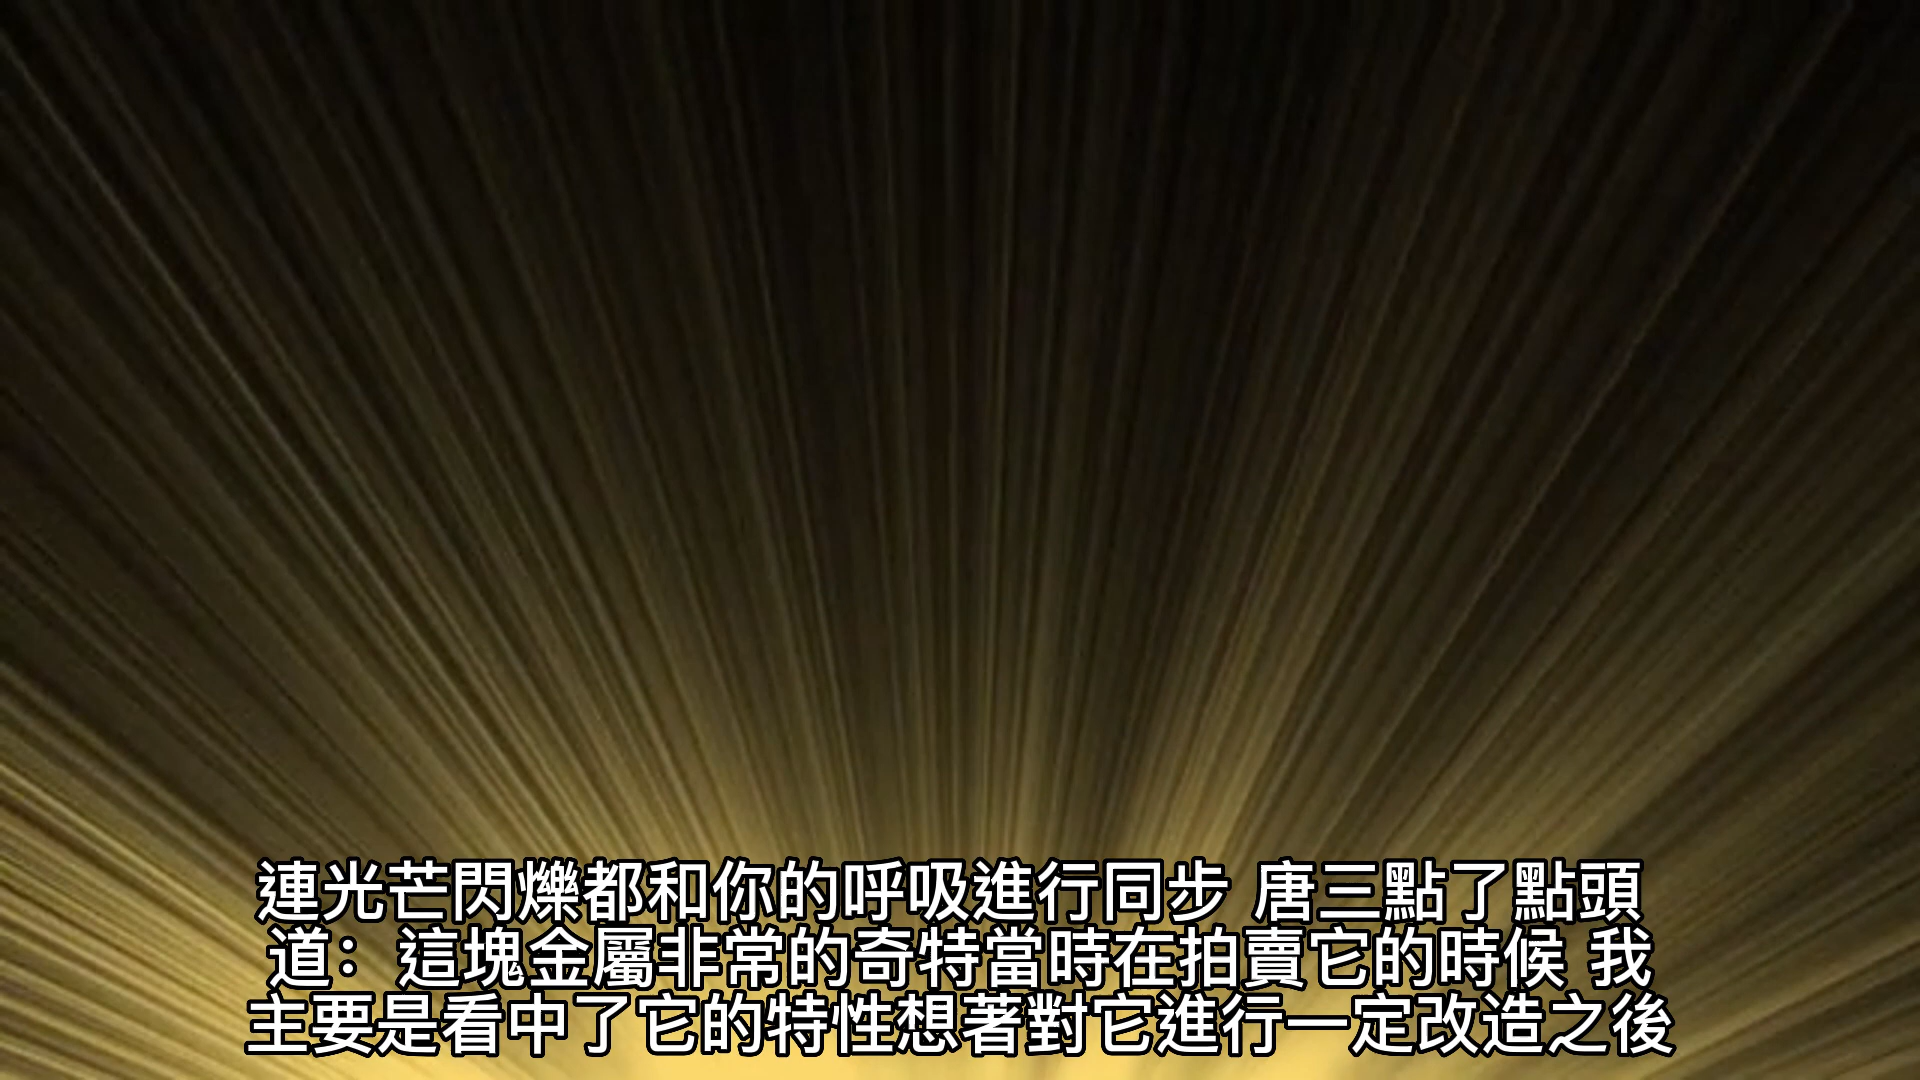 連光芒閃爍都和你的呼吸進行同步 唐三點了點頭
道：這塊金屬非常的奇特當時在拍賣它的時候 我
主要是看中了它的特性想著對它進行一定改造之後